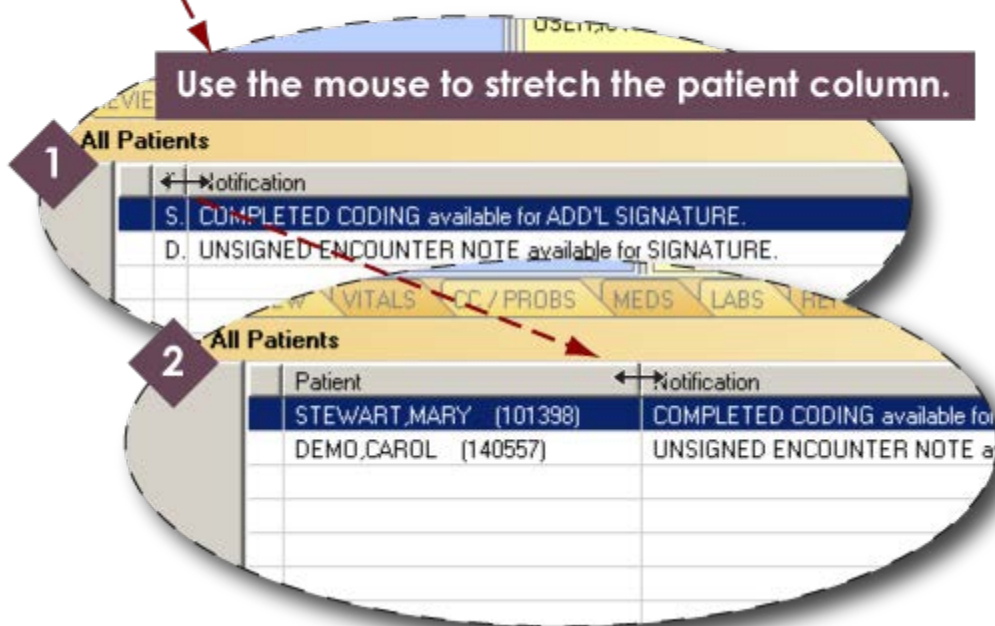 Use the mouse to stretch the patient column.
1
All Patients
Notification
S. COMPLETED CODING available for ADD'L SIGNATURE.
D. UNSIGNED ENCOUNTER NOTE available for SIGNATURE.
VITALS CC / PROBS MEDS LABS
2
All Patients
Patient Notification
STEWART,MARY (101398) COMPLETED CODING available for
DEMO,CAROL (140557) UNSIGNED ENCOUNTER NOTE